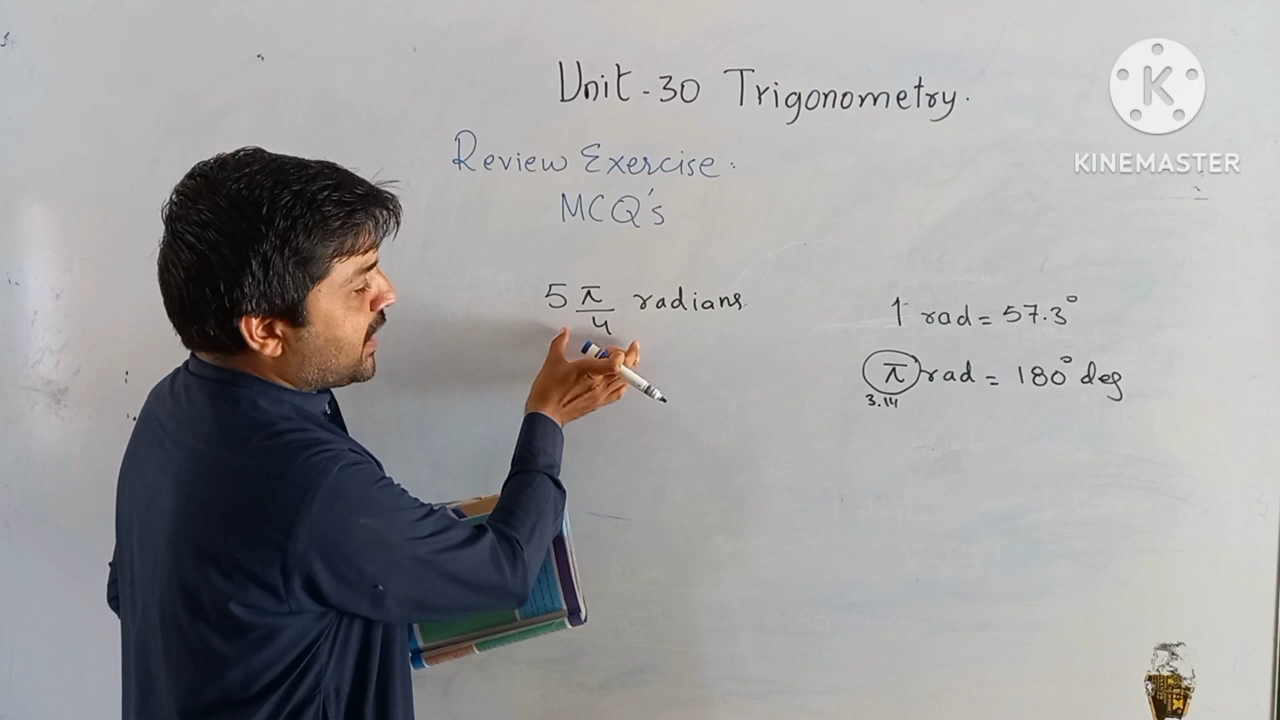 Unit - 30 Trigonometry.
KINEMASTER
Review Exercise:
MCQ's
5 π/4 radians
1 rad = 57.3°
π rad = 180° deg
3.14